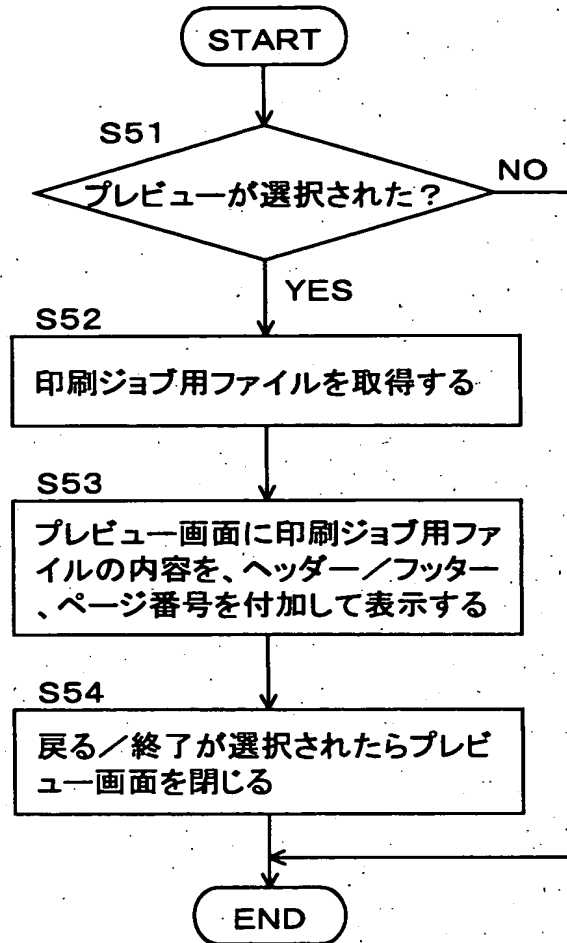 START
S51
プレビューが選択された?
NO
YES
S52
印刷ジョブ用ファイルを取得する
S53
プレビュー画面に印刷ジョブ用ファ
イルの内容を、ヘッダー/フッター
、ページ番号を付加して表示する
S54
戻る/終了が選択されたらプレビ
ュー画面を閉じる
END